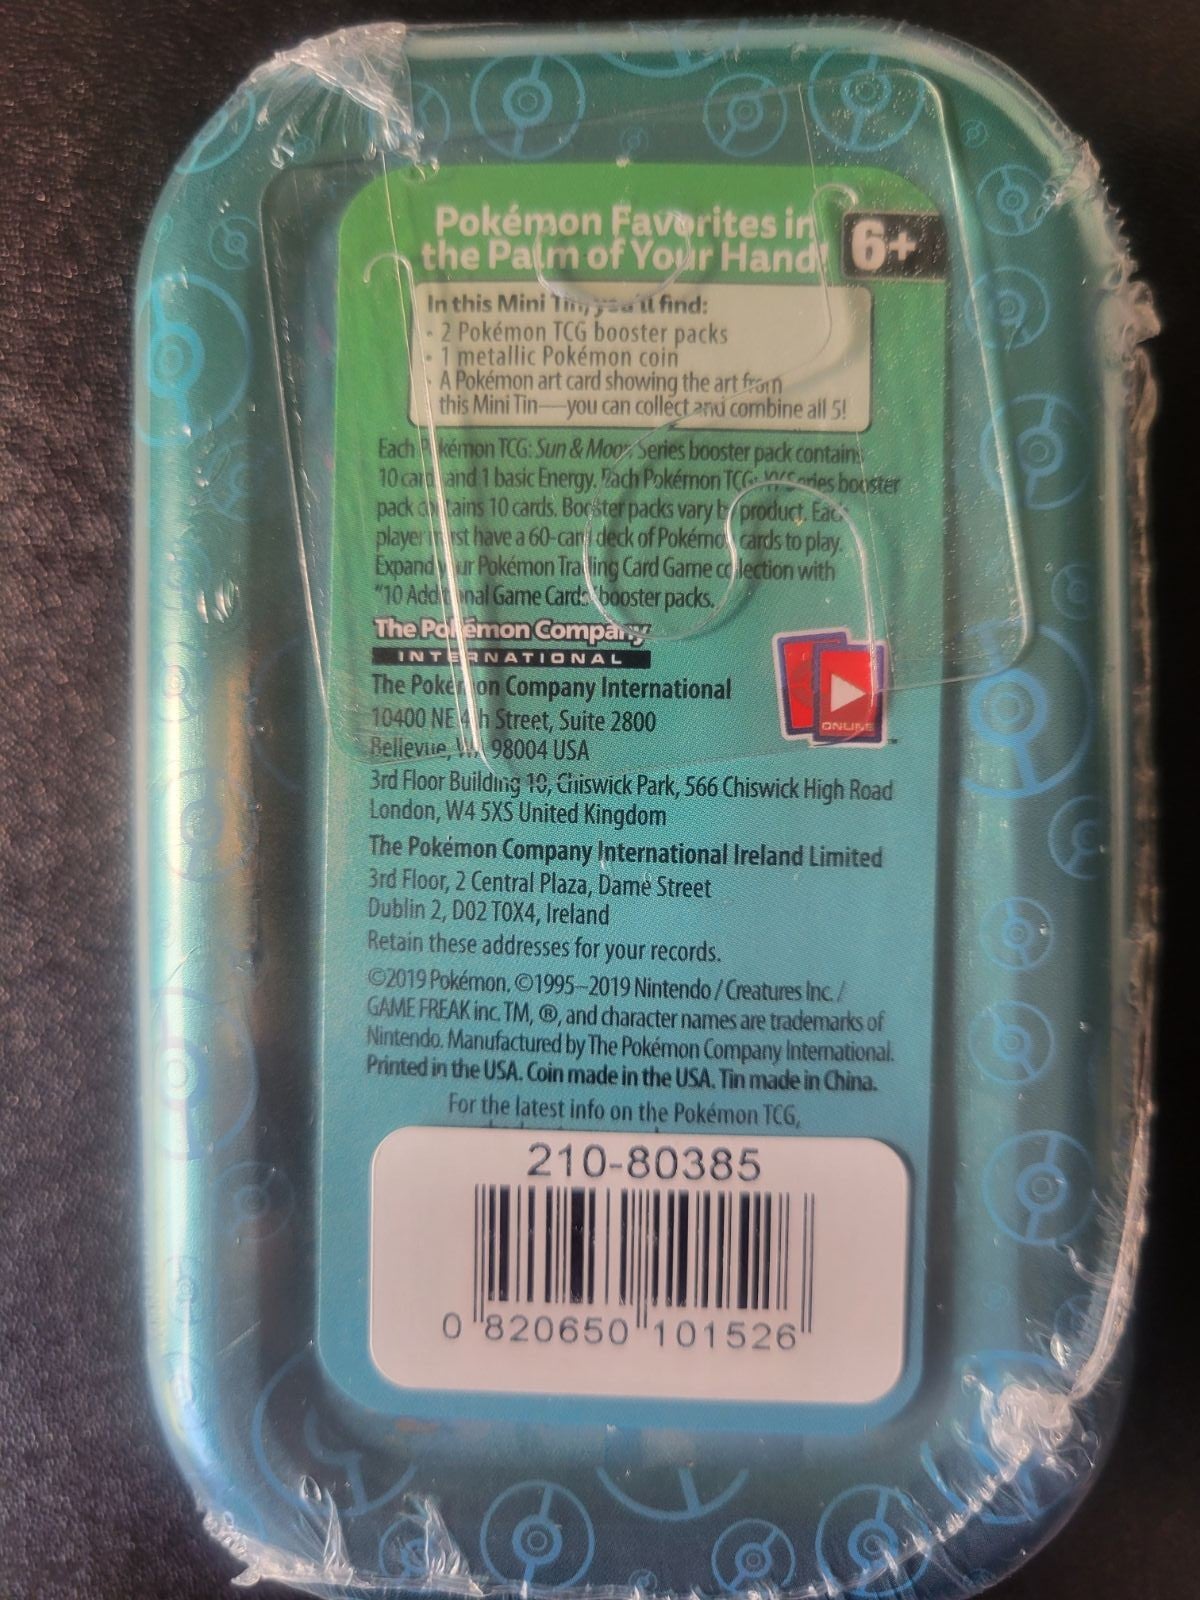 Pokémon Favorites in
the Palm of Your Hand!
6+
In this Mini Tin, you'll find:
• 2 Pokémon TCG booster packs
• 1 metallic Pokémon coin
• A Pokémon art card showing the art from
this Mini Tin—you can collect and combine all 5!
Each Pokémon TCG: Sun & Moon Series booster pack contains
10 cards and 1 basic Energy. Each Pokémon TCG: XY Series booster
pack contains 10 cards. Booster packs vary by product. Each
player must have a 60-card deck of Pokémon cards to play.
Expand your Pokémon Trading Card Game collection with
"10 Additional Game Cards" booster packs.
The Pokémon Company
INTERNATIONAL
The Pokémon Company International
10400 NE 4th Street, Suite 2800
Bellevue, WA 98004 USA
ONLINE
™
3rd Floor Building 10, Chiswick Park, 566 Chiswick High Road
London, W4 5XS United Kingdom
The Pokémon Company International Ireland Limited
3rd Floor, 2 Central Plaza, Dame Street
Dublin 2, D02 T0X4, Ireland
Retain these addresses for your records.
©2019 Pokémon. ©1995–2019 Nintendo / Creatures Inc. /
GAME FREAK inc. TM, ®, and character names are trademarks of
Nintendo. Manufactured by The Pokémon Company International.
Printed in the USA. Coin made in the USA. Tin made in China.
For the latest info on the Pokémon TCG,
210-80385
0 820650 101526